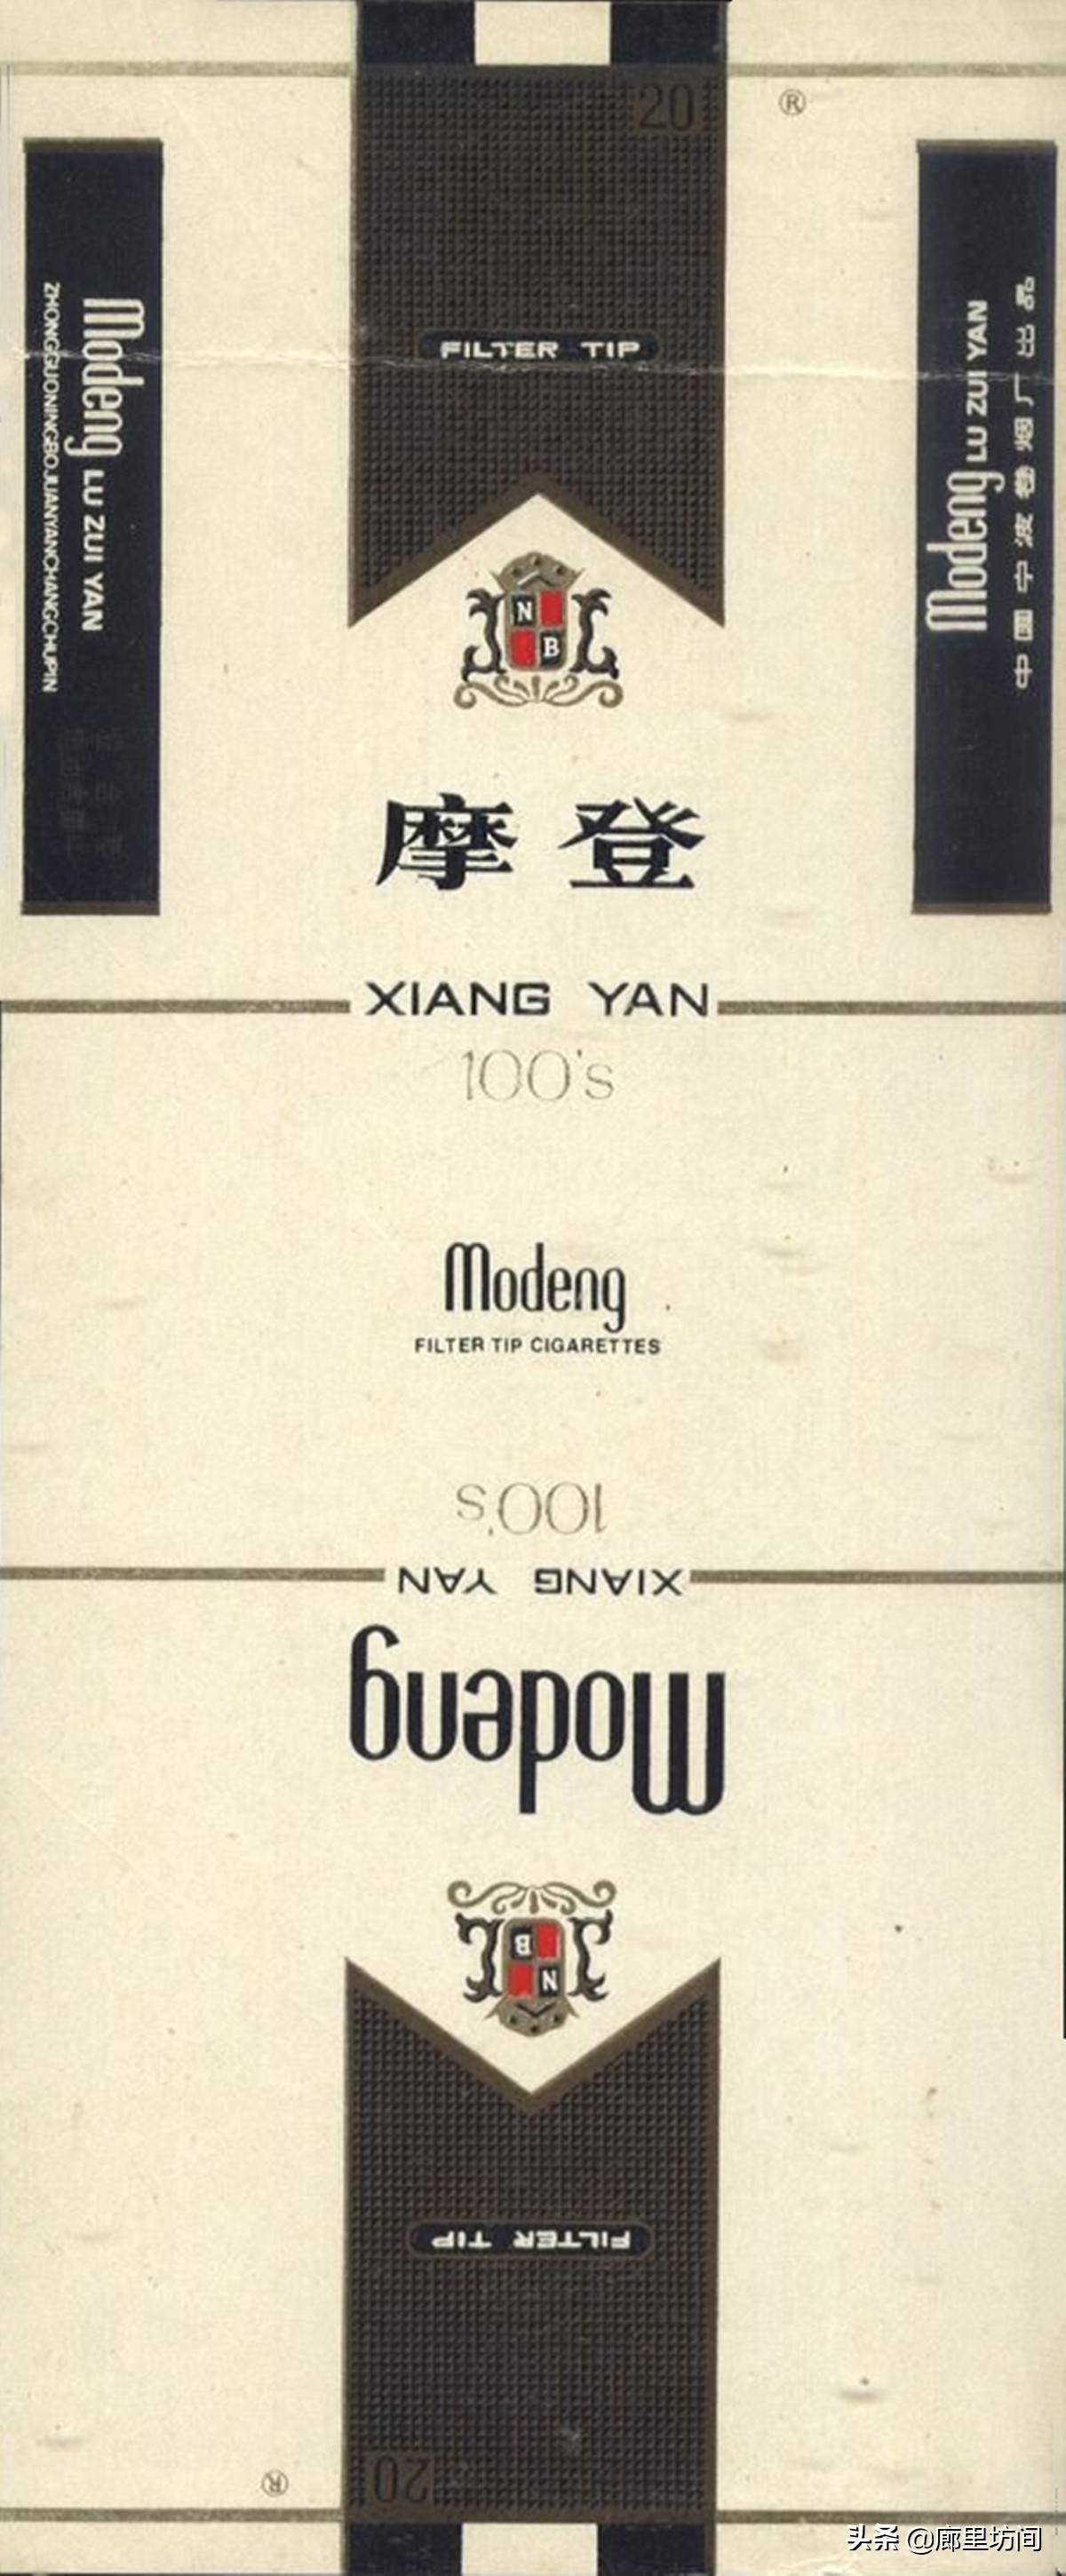 20
®
FILTER TIP
Modeng LU ZUI YAN
ZHONGGUONINGBOJUANYANCHANGCHUPIN
Modeng LU ZUI YAN
中国宁波卷烟厂出品
N
B
摩登
XIANG YAN
100's
Modeng
FILTER TIP CIGARETTES
100's
XIANG YAN
Modeng
N
B
FILTER TIP
20
®
头条 @廊里坊间